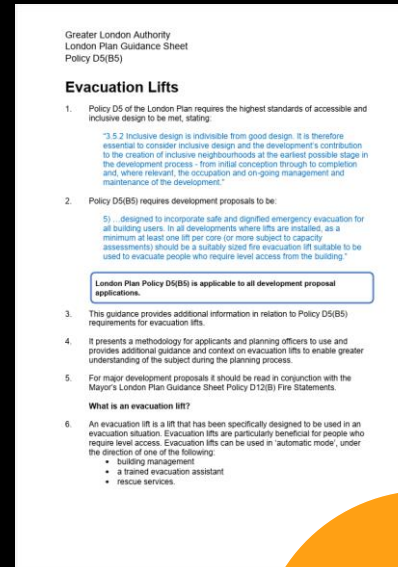 Greater London Authority
London Plan Guidance Sheet
Policy D5(B5)
Evacuation Lifts
1. Policy D5 of the London Plan requires the highest standards of accessible and
inclusive design to be met, stating:
"3.5.2 Inclusive design is indivisible from good design. It is therefore
essential to consider inclusive design and the development's contribution
to the creation of inclusive neighbourhoods at the earliest possible stage in
the development process - from initial conception through to completion
and, where relevant, the occupation and on-going management and
maintenance of the development."
2. Policy D5(B5) requires development proposals to be:
5) …designed to incorporate safe and dignified emergency evacuation for
all building users. In all developments where lifts are installed, as a
minimum at least one lift per core (or more subject to capacity
assessments) should be a suitably sized fire evacuation lift suitable to be
used to evacuate people who require level access from the building."
London Plan Policy D5(B5) is applicable to all development proposal
applications.
3. This guidance provides additional information in relation to Policy D5(B5)
requirements for evacuation lifts.
4. It presents a methodology for applicants and planning officers to use and
provides additional guidance and context on evacuation lifts to enable greater
understanding of the subject during the planning process.
5. For major development proposals it should be read in conjunction with the
Mayor's London Plan Guidance Sheet Policy D12(B) Fire Statements.
What is an evacuation lift?
6. An evacuation lift is a lift that has been specifically designed to be used in an
evacuation situation. Evacuation lifts are particularly beneficial for people who
require level access. Evacuation lifts can be used in 'automatic mode', under
the direction of one of the following:
• building management
• a trained evacuation assistant
• rescue services.